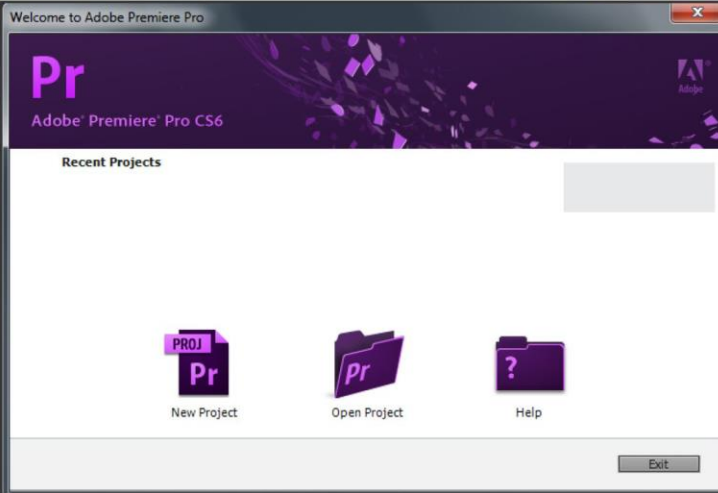 Welcome to Adobe Premiere Pro
Pr
Adobe
Adobe® Premiere® Pro CS6
Recent Projects
PROJ
Pr
Pr
?
New Project
Open Project
Help
Exit